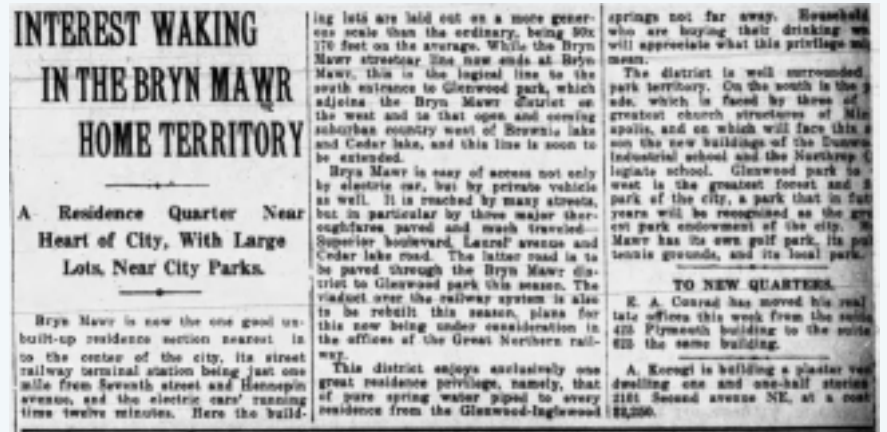 INTEREST WAKING
IN THE BRYN MAWR
HOME TERRITORY
A Residence Quarter Near
Heart of City, With Large
Lots, Near City Parks.
Bryn Mawr is now the one good un-
built-up residence section nearest in
to the center of the city, its street
railway terminal station being just one
mile from Seventh street and Hennepin
avenue, and the electric cars' running
time twelve minutes. Here the build-
ing lots are laid out on a more gener-
ous scale than the ordinary, being 50x
170 feet on the average. While the Bryn
Mawr streetcar line now ends at Bryn
Mawr, this is the logical line to the
south entrance to Glenwood park, which
adjoins the Bryn Mawr district on
the west and to that open and coming
suburban country west of Brownie lake
and Cedar lake, and this line is soon to
be extended.
Bryn Mawr is easy of access not only
by electric car, but by private vehicle
as well. It is reached by many streets,
but in particular by three major thor-
oughfares paved and much traveled—
Superior boulevard, Laurel avenue and
Cedar lake road. The latter road is to
be paved through the Bryn Mawr dis-
trict to Glenwood park this season. The
viaduct over the railway system is also
to be rebuilt this season, plans for
this now being under consideration in
the offices of the Great Northern rail-
way.
This district enjoys exclusively one
great residence privilege, namely, that
of pure spring water piped to every
residence from the Glenwood-Inglewood
springs not far away. Household
who are buying their drinking
will appreciate what this privilege
mean.
The district is well surrounded
park territory. On the south is the
ade, which is faced by three of
greatest church structures of Min
apolis, and on which will face this
son the new buildings of the Dunwo
Industrial school and the Northrop
legiate school. Glenwood park to
west is the greatest forest and
park of the city, a park that in fut
years will be recognized as the gre
est park endowment of the city.
Mawr has its own golf park, its
tennis grounds, and its local park.
TO NEW QUARTERS.
E. A. Conrad has moved his real
tate offices this week from the suite
425 Plymouth building to the suite
625 the same building.
A. Korogi is building a plaster
dwelling one and one-half stories
2101 Second avenue NE, at a cost
$2,250.